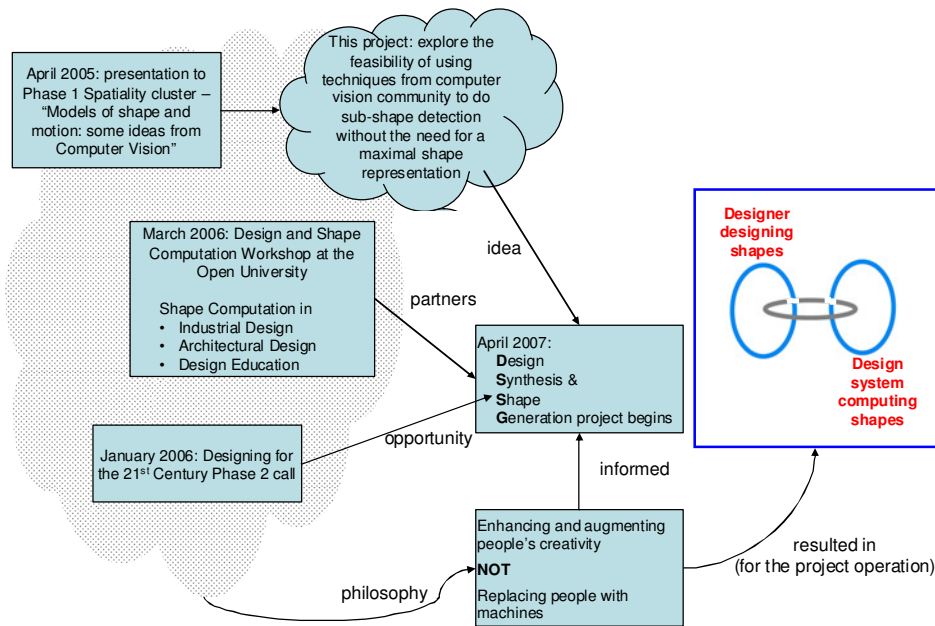 April 2005: presentation to
Phase 1 Spatiality cluster –
“Models of shape and
motion: some ideas from
Computer Vision”
This project: explore the
feasibility of using
techniques from computer
vision community to do
sub-shape detection
without the need for a
maximal shape
representation
March 2006: Design and Shape
Computation Workshop at the
Open University
Shape Computation in
• Industrial Design
• Architectural Design
• Design Education
January 2006: Designing for
the 21st Century Phase 2 call
idea
partners
opportunity
April 2007:
Design
Synthesis &
Shape
Generation project begins
informed
Enhancing and augmenting
people’s creativity
NOT
Replacing people with
machines
philosophy
resulted in
(for the project operation)
Designer
designing
shapes
Design
system
computing
shapes